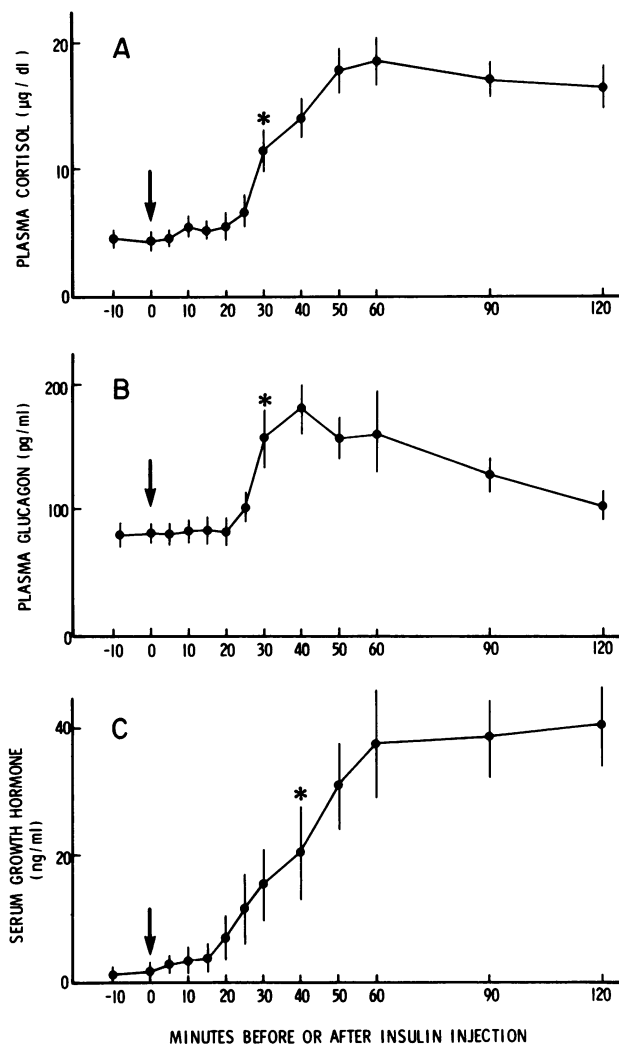 A
PLASMA CORTISOL (µg / dl)
20
10
0
*
-10 0 10 20 30 40 50 60 90 120
B
PLASMA GLUCAGON (pg/ml)
200
100
0
*
-10 0 10 20 30 40 50 60 90 120
C
SERUM GROWTH HORMONE
(ng/ml)
40
20
0
*
-10 0 10 20 30 40 50 60 90 120
MINUTES BEFORE OR AFTER INSULIN INJECTION